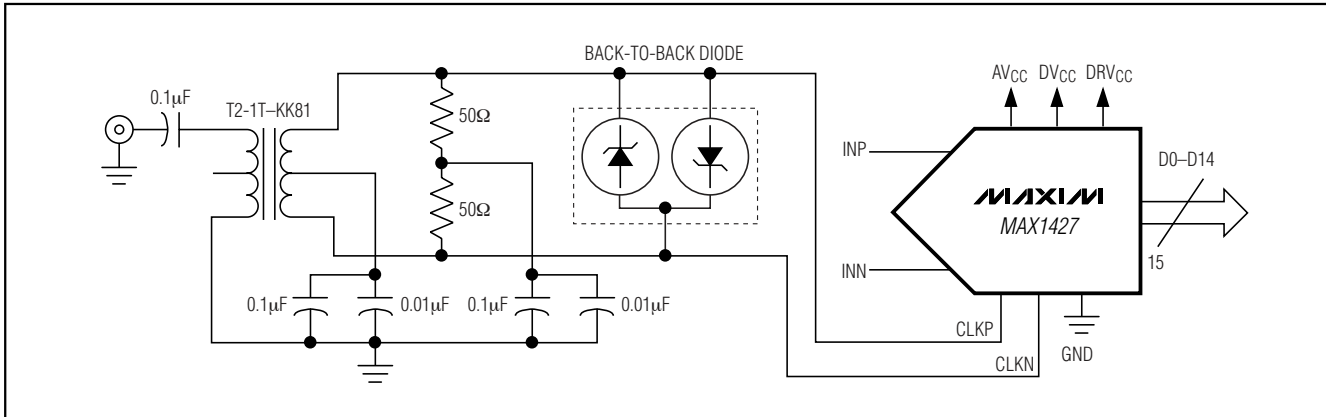 BACK-TO-BACK DIODE
0.1μF
T2-1T–KK81
50Ω
50Ω
0.1μF
0.01μF
0.1μF
0.01μF
AVCC
DVCC
DRVCC
INP
INN
MAXIM
MAX1427
D0–D14
15
CLKP
CLKN
GND